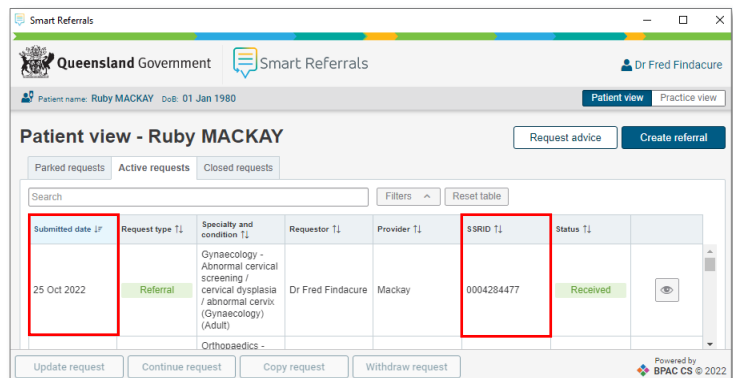 Smart Referrals
Queensland Government
Smart Referrals
Dr Fred Findacure
Patient name: Ruby MACKAY DoB: 01 Jan 1980
Patient view
Practice view
Patient view - Ruby MACKAY
Request advice
Create referral
Parked requests
Active requests
Closed requests
Search
Filters
Reset table
Submitted date
Request type
Specialty and
condition
Requestor
Provider
SSRID
Status
25 Oct 2022
Referral
Gynaecology -
Abnormal cervical
screening /
cervical dysplasia
/ abnormal cervix
(Gynaecology)
(Adult)
Dr Fred Findacure
Mackay
0004284477
Received
Orthopaedics -
Update request
Continue request
Copy request
Withdraw request
Powered by
BPAC CS © 2022